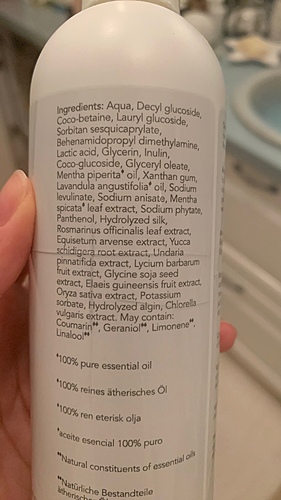 Ingredients: Aqua, Decyl glucoside,
Coco-betaine, Lauryl glucoside,
Sorbitan sesquicaprylate,
Behenamidopropyl dimethylamine,
Lactic acid, Glycerin, Inulin,
Coco-glucoside, Glyceryl oleate,
Mentha piperita♦ oil, Xanthan gum,
Lavandula angustifolia♦ oil, Sodium
levulinate, Sodium anisate, Mentha
spicata♦ leaf extract, Sodium phytate,
Panthenol, Hydrolyzed silk,
Rosmarinus officinalis leaf extract,
Equisetum arvense extract, Yucca
schidigera root extract, Undaria
pinnatifida extract, Lycium barbarum
fruit extract, Glycine soja seed
extract, Elaeis guineensis fruit extract,
Oryza sativa extract, Potassium
sorbate, Hydrolyzed algin, Chlorella
vulgaris extract. May contain:
Coumarin♦♦, Geraniol♦♦, Limonene♦♦,
Linalool♦♦
♦100% pure essential oil
♦100% reines ätherisches Öl
♦100% ren eterisk olja
♦aceite esencial 100% puro
♦♦Natural constituents of essential oils
♦♦Natürliche Bestandteile
ätherischer